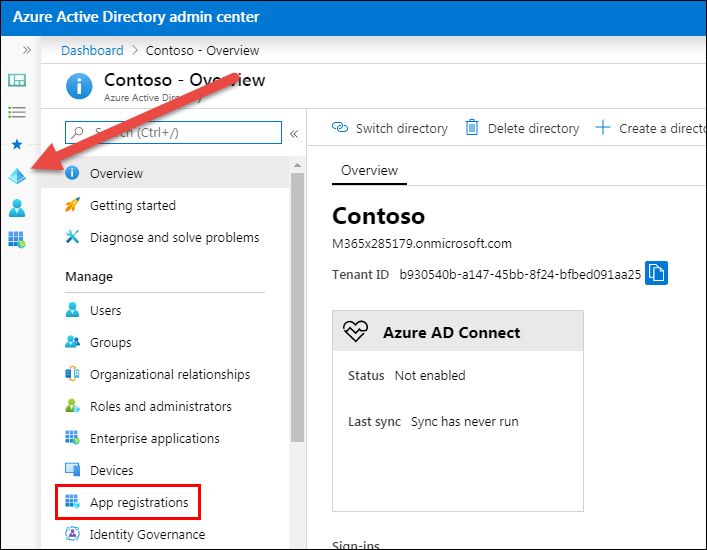 Azure Active Directory admin center
Dashboard > Contoso - Overview
Contoso - Overview
Azure Active Directory
Search (Ctrl+/)
Overview
Getting started
Diagnose and solve problems
Manage
Users
Groups
Organizational relationships
Roles and administrators
Enterprise applications
Devices
App registrations
Identity Governance
Switch directory
Delete directory
Create a directo
Overview
Contoso
M365x285179.onmicrosoft.com
Tenant ID b930540b-a147-45bb-8f24-bfbed091aa25
Azure AD Connect
Status Not enabled
Last sync Sync has never run
Sign-ins